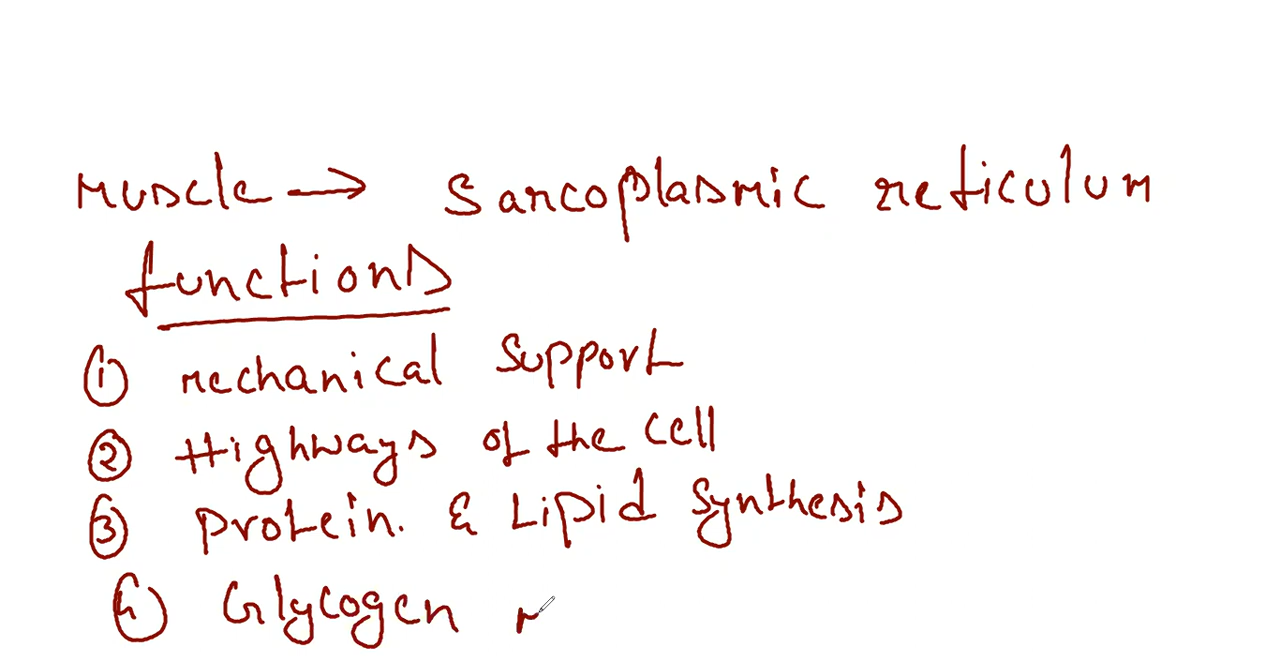 Muscle → Sarcoplasmic reticulum
functions
① Mechanical Support
② Highways of the cell
③ Protein. & Lipid Synthesis
④ Glycogen